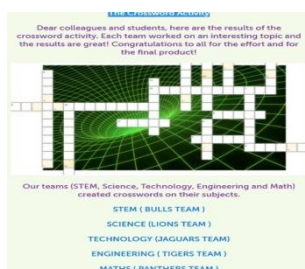 The Crossword Activity
Dear colleagues and students, here are the results of the
crossword activity. Each team worked on an interesting topic and
the results are great! Congratulations to all for the effort and for
the final product!
Our teams (STEM, Science, Technology, Engineering and Math)
created crosswords on their subjects.
STEM ( BULLS TEAM )
SCIENCE (LIONS TEAM )
TECHNOLOGY (JAGUARS TEAM)
ENGINEERING ( TIGERS TEAM )
MATHS ( PANTHERS TEAM )